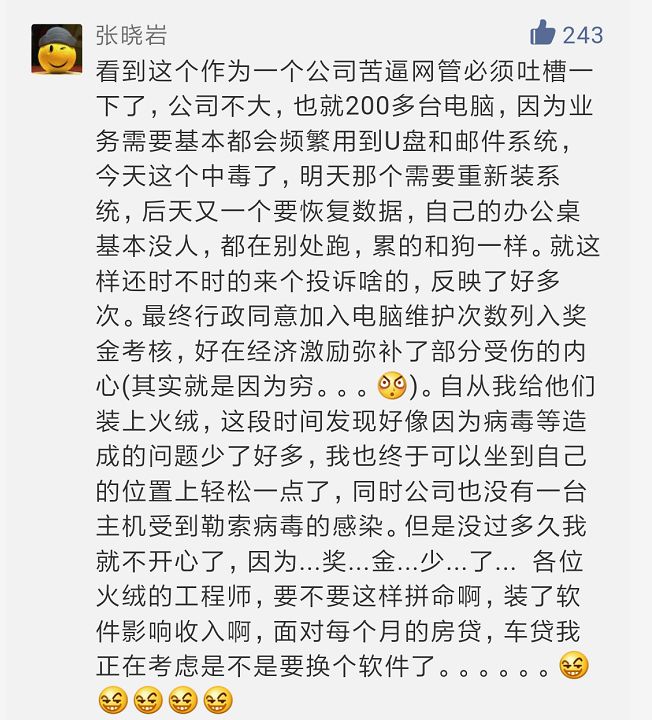 张晓岩 243
看到这个作为一个公司苦逼网管必须吐槽一
下了，公司不大，也就200多台电脑，因为业
务需要基本都会频繁用到U盘和邮件系统，
今天这个中毒了，明天那个需要重新装系
统，后天又一个要恢复数据，自己的办公桌
基本没人，都在别处跑，累的和狗一样。就这
样还时不时的来个投诉啥的，反映了好多
次。最终行政同意加入电脑维护次数列入奖
金考核，好在经济激励弥补了部分受伤的内
心(其实就是因为穷。。。😳)。自从我给他们
装上火绒，这段时间发现好像因为病毒等造
成的问题少了好多，我也终于可以坐到自己
的位置上轻松一点了，同时公司也没有一台
主机受到勒索病毒的感染。但是没过多久我
就不开心了，因为...奖...金...少...了... 各位
火绒的工程师，要不要这样拼命啊，装了软
件影响收入啊，面对每个月的房贷，车贷我
正在考虑是不是要换个软件了。。。。。。